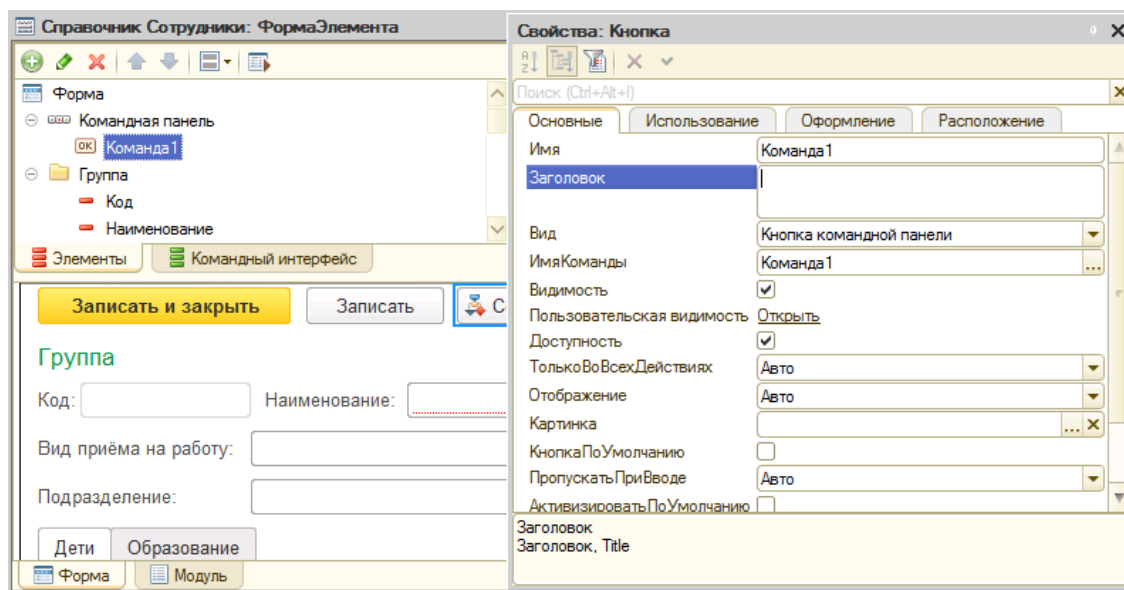 Справочник Сотрудники: ФормаЭлемента
Форма
Командная панель
OK Команда1
Группа
Код
Наименование
Элементы Командный интерфейс
Записать и закрыть Записать С
Группа
Код: Наименование:
Вид приёма на работу:
Подразделение:
Дети Образование
Форма Модуль
Свойства: Кнопка
Поиск (Ctrl+Alt+I)
Основные Использование Оформление Расположение
Имя Команда1
Заголовок
Вид Кнопка командной панели
ИмяКоманды Команда1 ...
Видимость
Пользовательская видимость Открыть
Доступность
ТолькоВоВсехДействиях Авто
Отображение Авто
Картинка ...
КнопкаПоУмолчанию
ПропускатьПриВводе Авто
АктивизироватьПоУмолчанию
Заголовок
Заголовок, Title